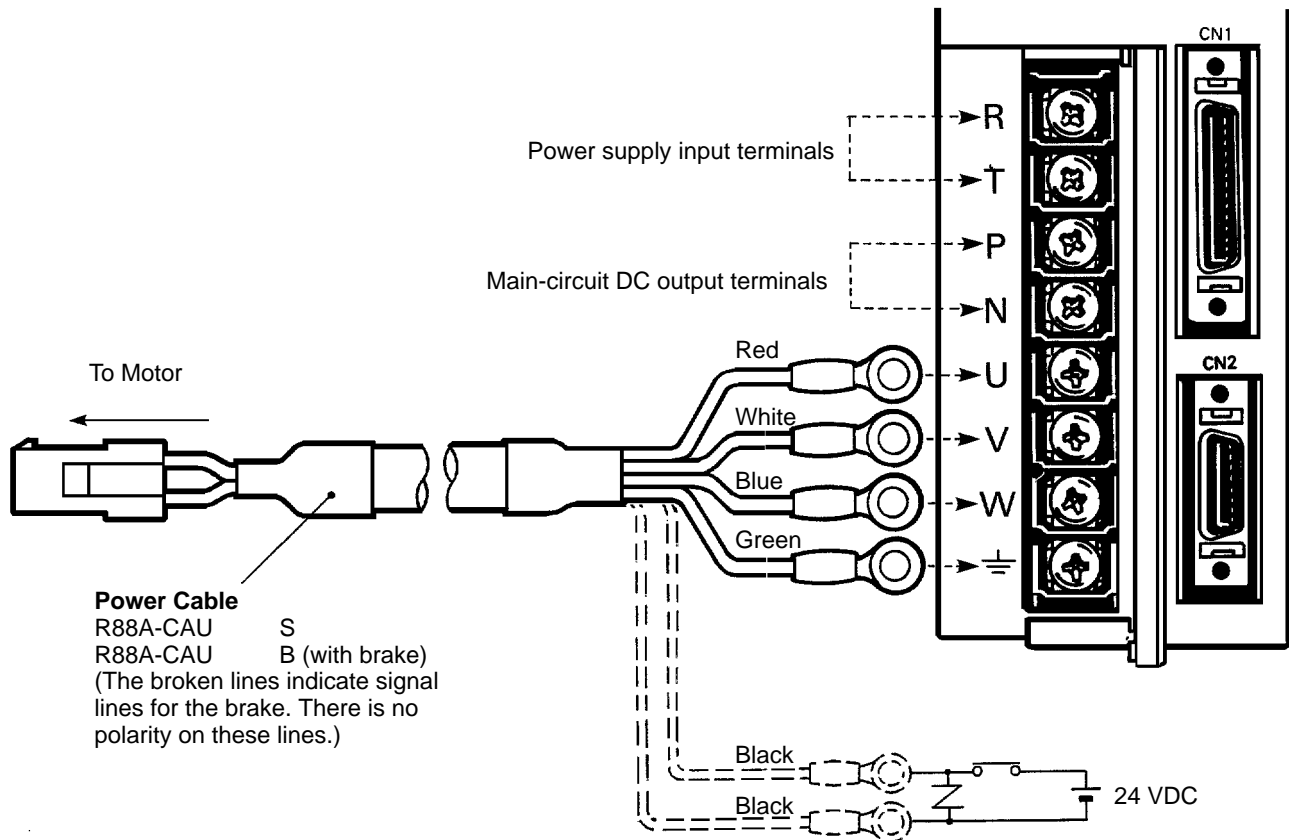 CN1
R
Power supply input terminals
T
P
Main-circuit DC output terminals
N
Red
U
CN2
To Motor
White
V
Blue
W
Green
Power Cable
R88A-CAU S
R88A-CAU B (with brake)
(The broken lines indicate signal
lines for the brake. There is no
polarity on these lines.)
Black
24 VDC
Black